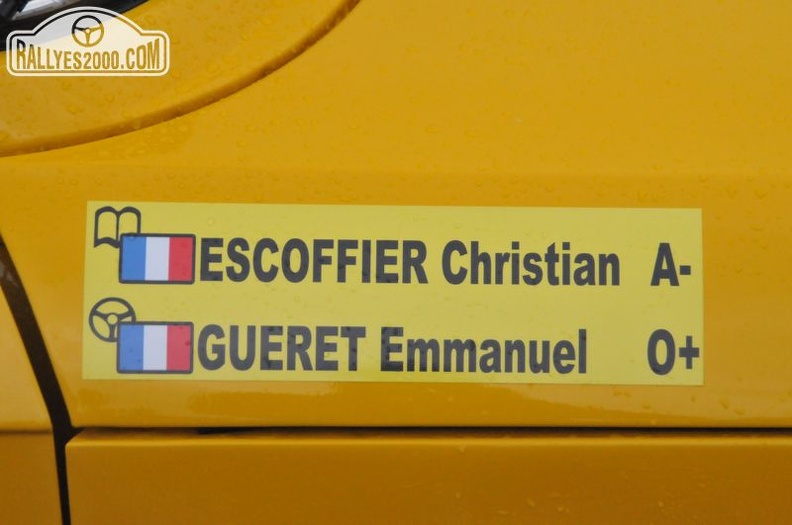 RALLYES2000.COM
ESCOFFIER Christian A-
GUERET Emmanuel O+